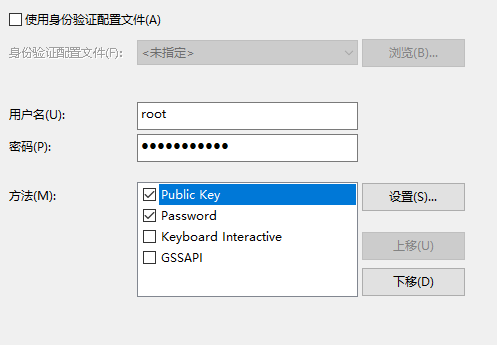 使用身份验证配置文件(A)
身份验证配置文件(F): <未指定> 浏览(B)...
用户名(U): root
密码(P): ●●●●●●●●●●●
方法(M): Public Key 设置(S)...
Password
Keyboard Interactive 上移(U)
GSSAPI
下移(D)